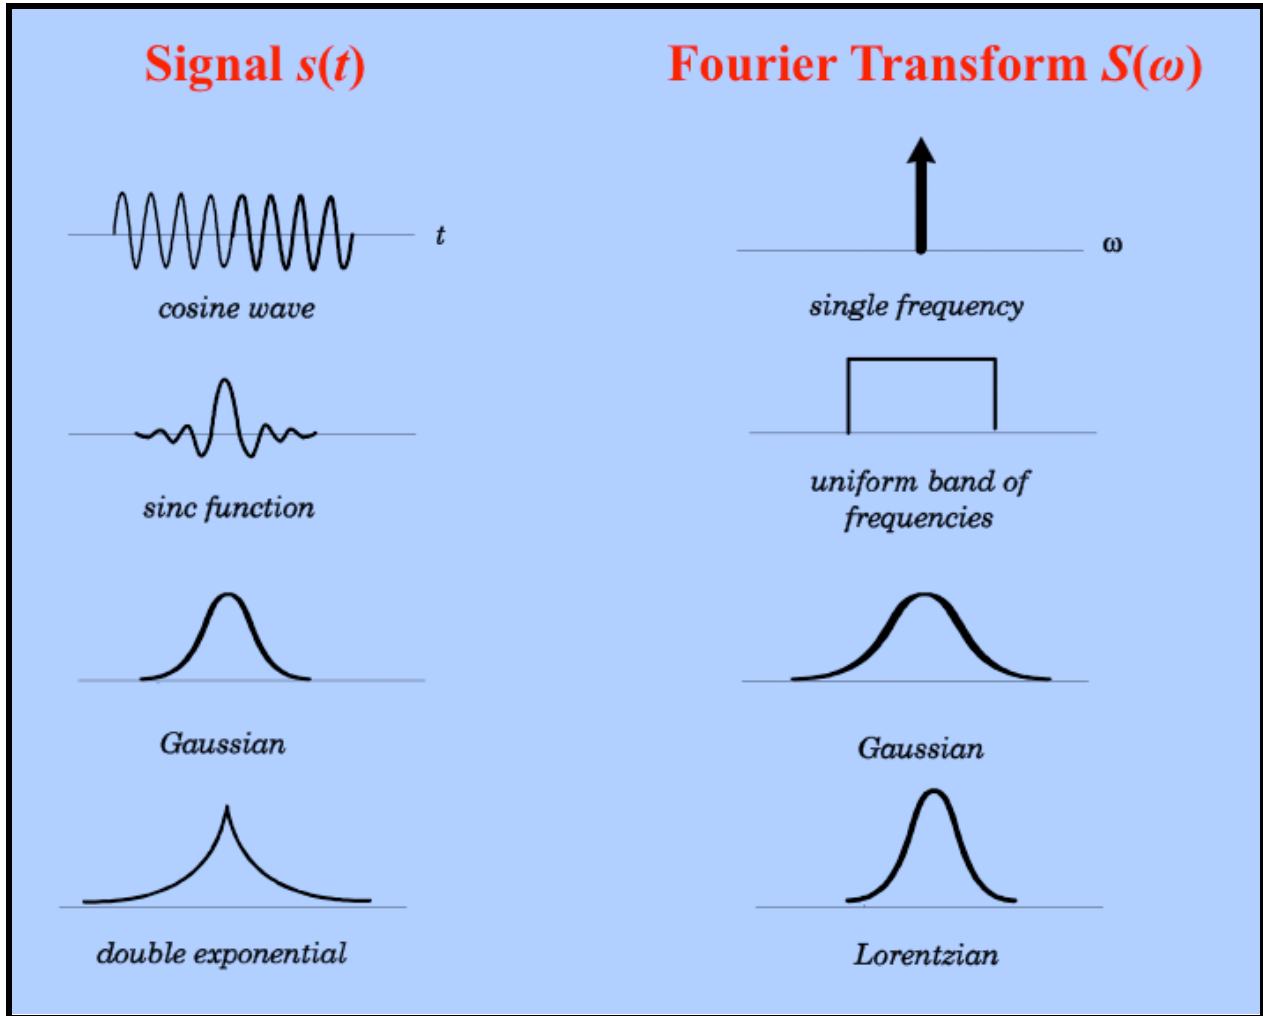 Signal s(t)
Fourier Transform S(ω)
t
ω
cosine wave
single frequency
sinc function
uniform band of
frequencies
Gaussian
Gaussian
double exponential
Lorentzian